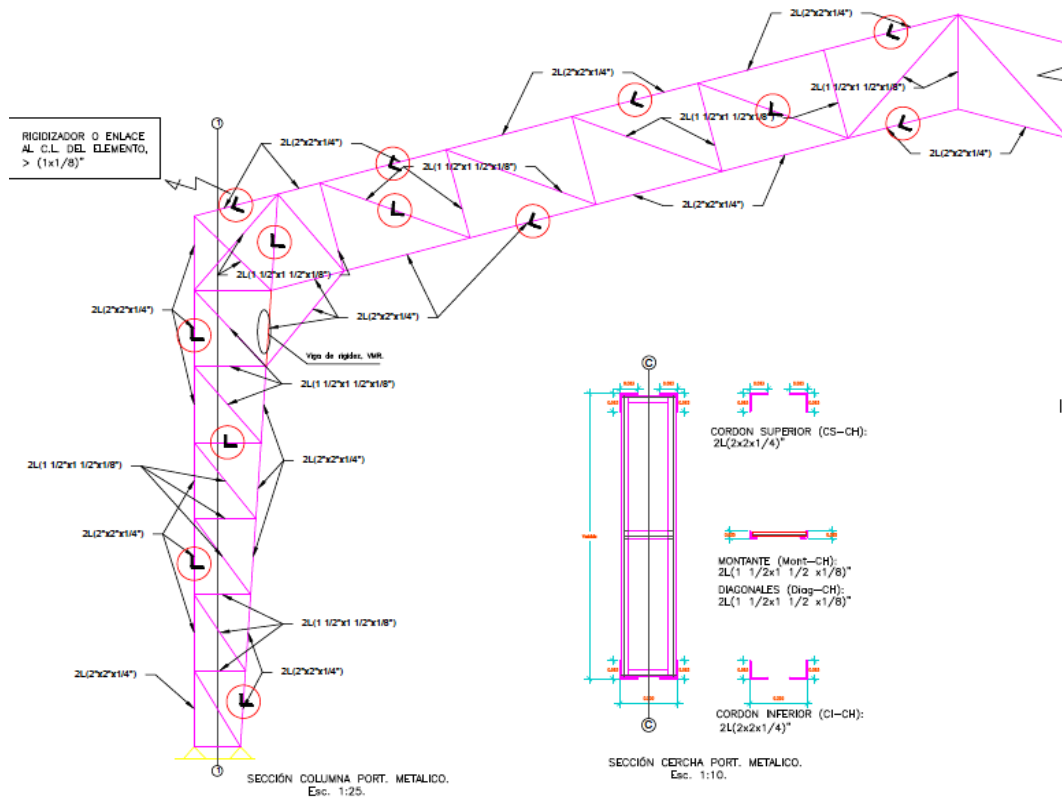 2L(2"x2"x1/4")
2L(2"x2"x1/4")
2L(1 1/2"x1 1/2"x1/8")
2L(1 1/2"x1 1/2"x1/8")
RIGIDIZADOR O ENLACE
AL C.L. DEL ELEMENTO,
> (1x1/8)"
1
2L(2"x2"x1/4")
2L(1 1/2"x1 1/2"x1/8")
2L(2"x2"x1/4")
2L(2"x2"x1/4")
2L(1 1/2"x1 1/2"x1/8")
2L(2"x2"x1/4")
2L(2"x2"x1/4")
Viga de rigidez, VMR.
2L(1 1/2"x1 1/2"x1/8")
2L(1 1/2"x1 1/2"x1/8")
2L(2"x2"x1/4")
2L(2"x2"x1/4")
2L(1 1/2"x1 1/2"x1/8")
2L(2"x2"x1/4")
2L(2"x2"x1/4")
1
SECCIÓN COLUMNA PORT. METALICO.
Esc. 1:25.
C
CORDON SUPERIOR (CS-CH):
2L(2x2x1/4)"
MONTANTE (Mont-CH):
2L(1 1/2x1 1/2 x1/8)"
DIAGONALES (Diag-CH):
2L(1 1/2x1 1/2 x1/8)"
CORDON INFERIOR (CI-CH):
2L(2x2x1/4)"
C
SECCIÓN CERCHA PORT. METALICO.
Esc. 1:10.